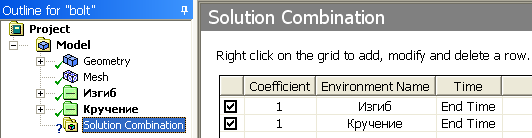 Outline for "bolt"
Project
Model
Geometry
Mesh
Изгиб
Кручение
Solution Combination
Solution Combination
Right click on the grid to add, modify and delete a row.
Coefficient Environment Name Time
1 Изгиб End Time
1 Кручение End Time